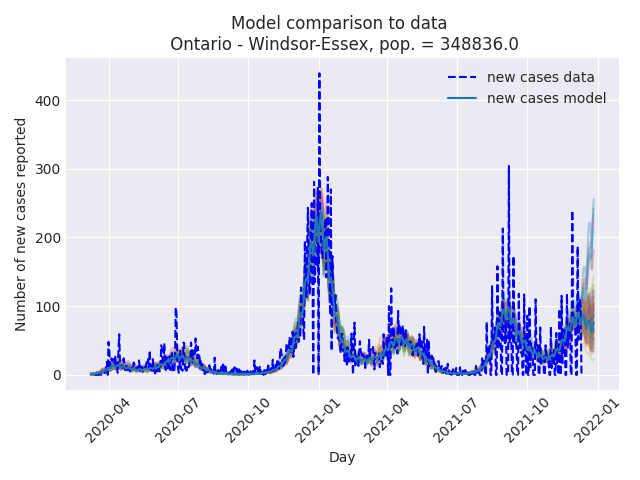 Model comparison to data
Ontario - Windsor-Essex, pop. = 348836.0
new cases data
new cases model
Number of new cases reported
400
300
200
100
0
2020-04
2020-07
2020-10
2021-01
2021-04
2021-07
2021-10
2022-01
Day